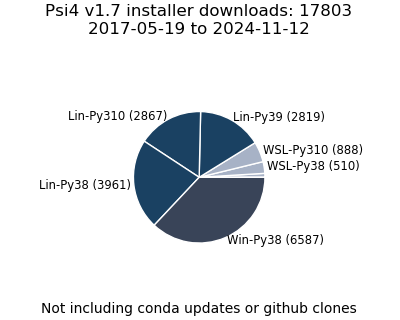 Psi4 v1.7 installer downloads: 17803
2017-05-19 to 2024-11-12
Lin-Py310 (2867)
Lin-Py39 (2819)
WSL-Py310 (888)
WSL-Py38 (510)
Lin-Py38 (3961)
Win-Py38 (6587)
Not including conda updates or github clones